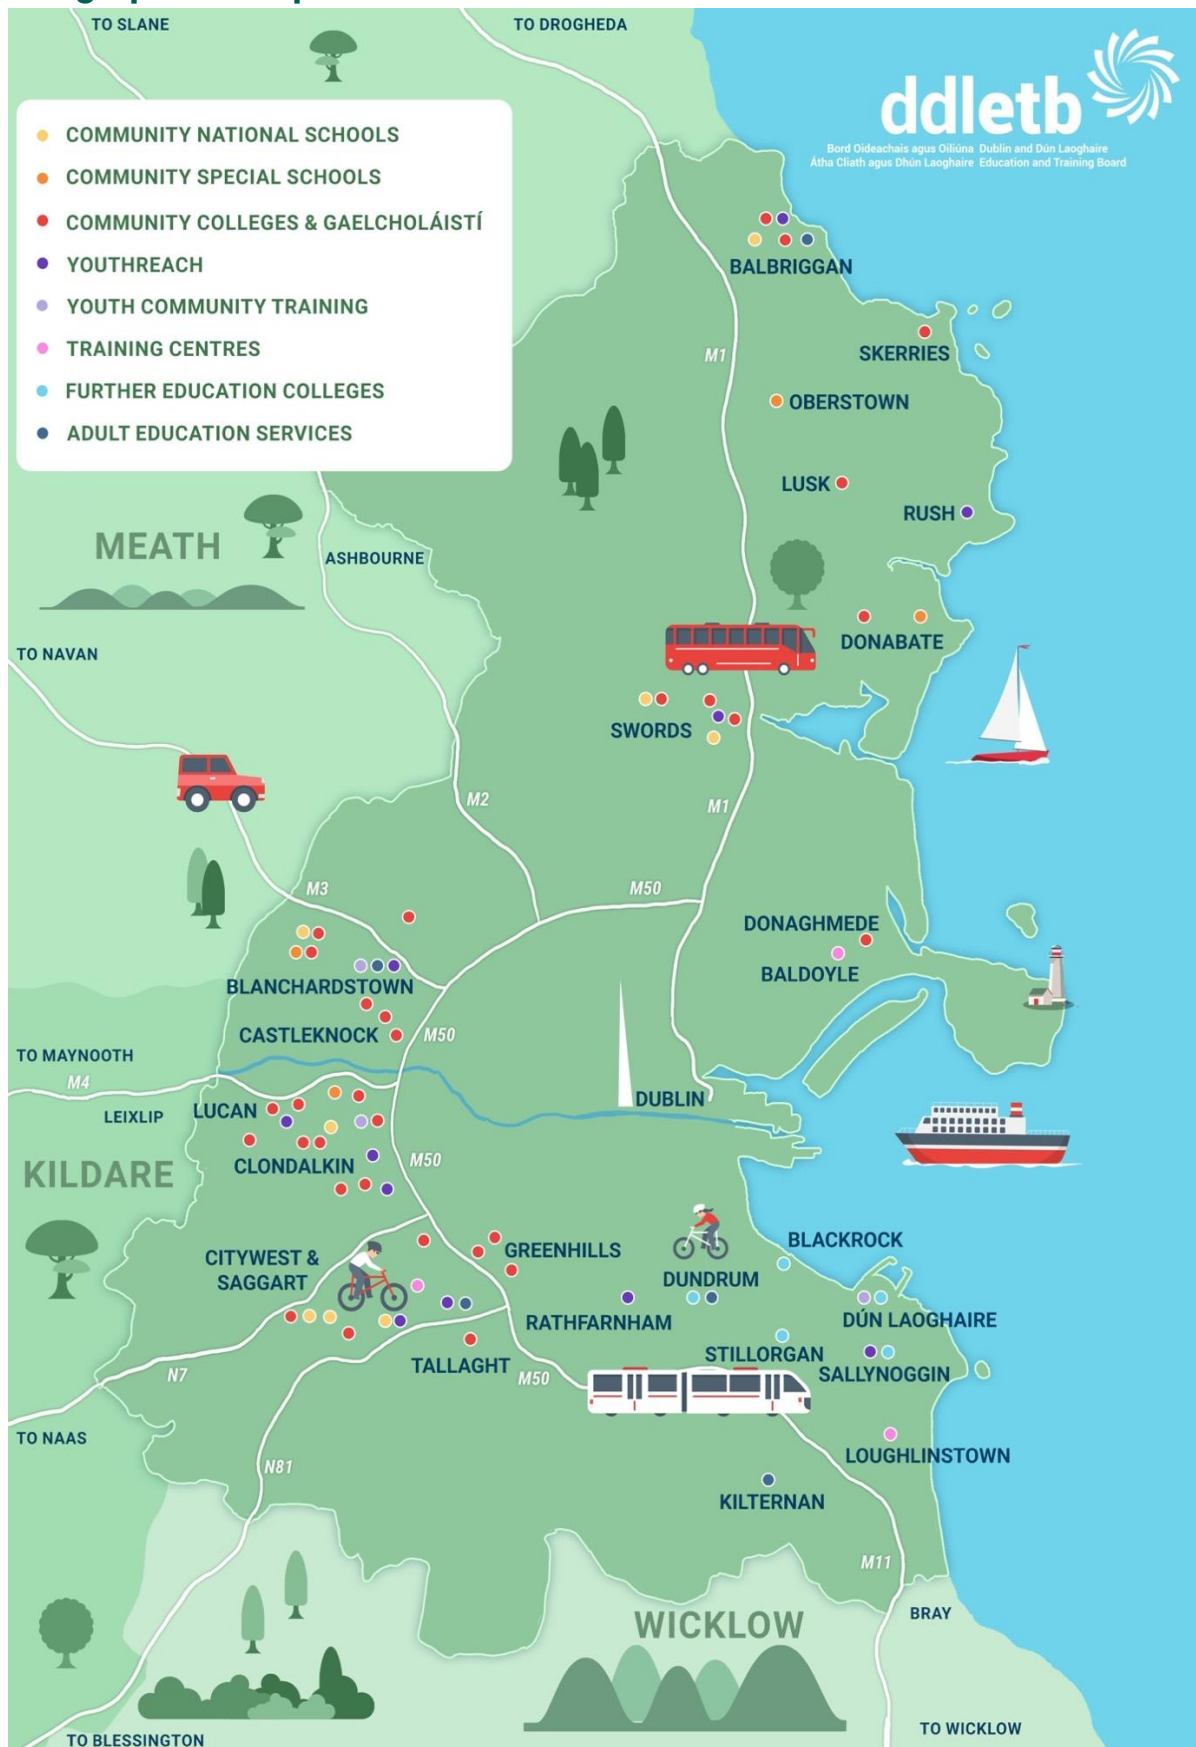 TO SLANE
TO DROGHEDA
ddletb
Bord Oideachais agus Oiliúna Dublin and Dún Laoghaire
Átha Cliath agus Dhún Laoghaire Education and Training Board
COMMUNITY NATIONAL SCHOOLS
COMMUNITY SPECIAL SCHOOLS
COMMUNITY COLLEGES & GAELCHOLÁISTÍ
YOUTHREACH
YOUTH COMMUNITY TRAINING
TRAINING CENTRES
FURTHER EDUCATION COLLEGES
ADULT EDUCATION SERVICES
BALBRIGGAN
M1
SKERRIES
OBERSTOWN
LUSK
RUSH
MEATH
ASHBOURNE
TO NAVAN
DONABATE
SWORDS
M2
M1
M3
M50
DONAGHMEDE
BALDOYLE
BLANCHARDSTOWN
CASTLEKNOCK
M50
TO MAYNOOTH
M4
LEIXLIP
LUCAN
DUBLIN
KILDARE
CLONDALKIN
M50
CITYWEST &
SAGGART
GREENHILLS
BLACKROCK
DUNDRUM
RATHFARNHAM
DÚN LAOGHAIRE
STILLORGAN
SALLYNOGGIN
TALLAGHT
M50
N7
TO NAAS
N81
LOUGHLINSTOWN
KILTERNAN
M11
BRAY
WICKLOW
TO WICKLOW
TO BLESSINGTON